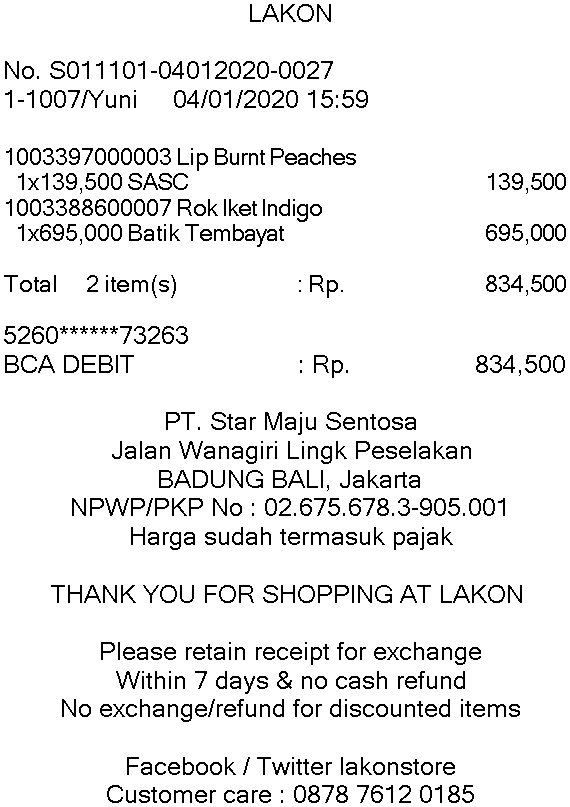 LAKON
No. S011101-04012020-0027
1-1007/Yuni 04/01/2020 15:59
1003397000003 Lip Burnt Peaches
1x139,500 SASC 139,500
1003388600007 Rok Iket Indigo
1x695,000 Batik Tembayat 695,000
Total 2 item(s) : Rp. 834,500
5260******73263
BCA DEBIT : Rp. 834,500
PT. Star Maju Sentosa
Jalan Wanagiri Lingk Peselakan
BADUNG BALI, Jakarta
NPWP/PKP No : 02.675.678.3-905.001
Harga sudah termasuk pajak
THANK YOU FOR SHOPPING AT LAKON
Please retain receipt for exchange
Within 7 days & no cash refund
No exchange/refund for discounted items
Facebook / Twitter lakonstore
Customer care : 0878 7612 0185